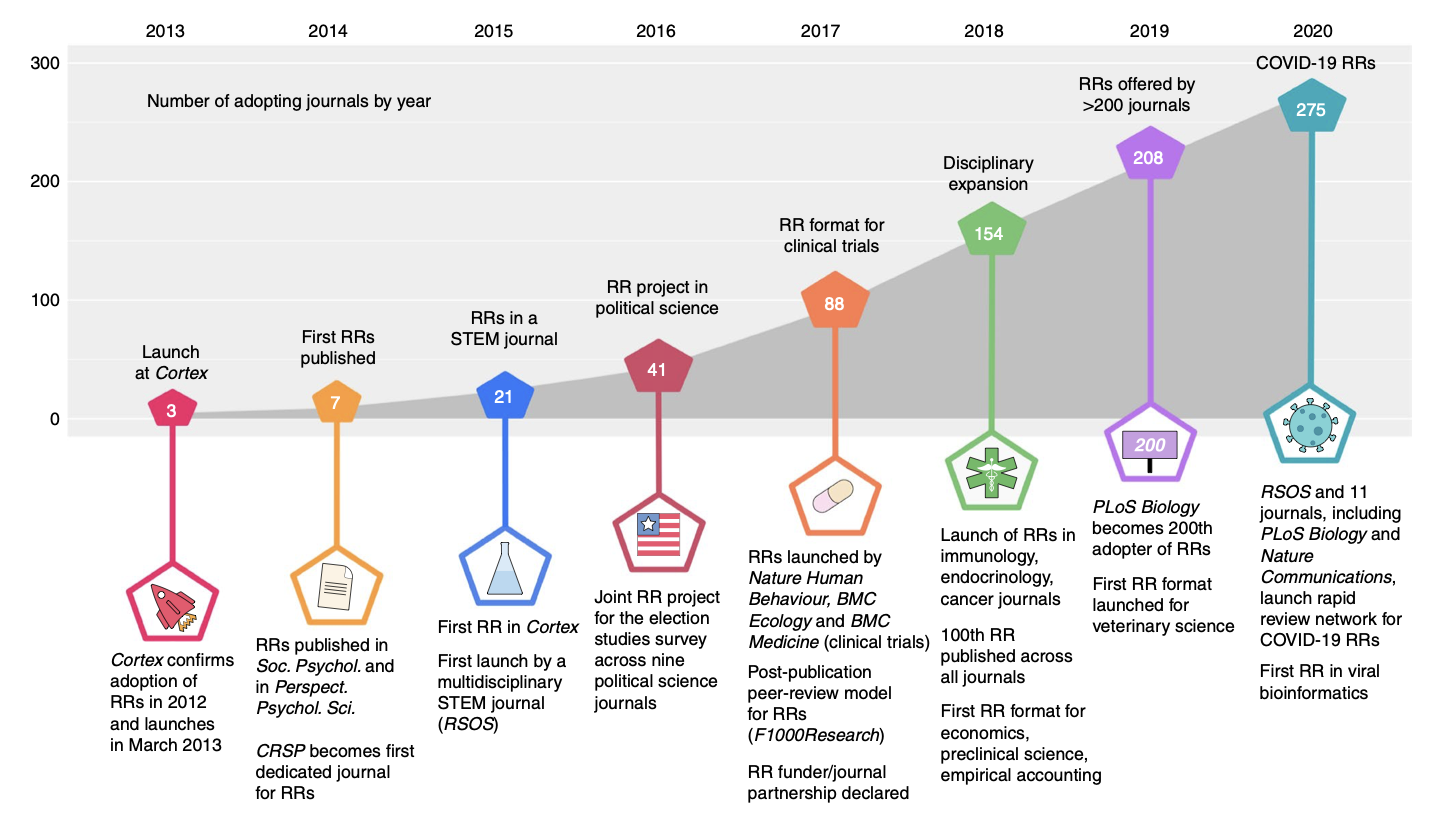 2013
2014
2015
2016
2017
2018
2019
2020
300
200
100
0
Number of adopting journals by year
Launch
at Cortex
3
Cortex confirms
adoption of
RRs in 2012
and launches
in March 2013
First RRs
published
7
RRs published in
Soc. Psychol. and
in Perspect.
Psychol. Sci.
CRSP becomes first
dedicated journal
for RRs
RRs in a
STEM journal
21
First RR in Cortex
First launch by a
multidisciplinary
STEM journal
(RSOS)
RR project in
political science
41
Joint RR project
for the election
studies survey
across nine
political science
journals
RR format for
clinical trials
88
RRs launched by
Nature Human
Behaviour, BMC
Ecology and BMC
Medicine (clinical trials)
Post-publication
peer-review model
for RRs
(F1000Research)
RR funder/journal
partnership declared
Disciplinary
expansion
154
Launch of RRs in
immunology,
endocrinology,
cancer journals
100th RR
published across
all journals
First RR format for
economics,
preclinical science,
empirical accounting
RRs offered by
>200 journals
208
200
PLoS Biology
becomes 200th
adopter of RRs
First RR format
launched for
veterinary science
COVID-19 RRs
275
RSOS and 11
journals, including
PLoS Biology and
Nature
Communications,
launch rapid
review network for
COVID-19 RRs
First RR in viral
bioinformatics